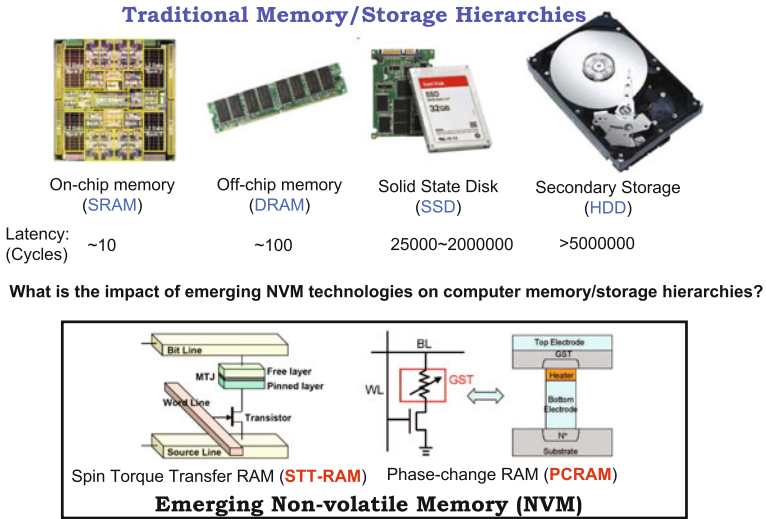 Traditional Memory/Storage Hierarchies
SSD
32GB
On-chip memory
(SRAM)
Off-chip memory
(DRAM)
Solid State Disk
(SSD)
Secondary Storage
(HDD)
Latency:
(Cycles)
~10
~100
25000~2000000
>5000000
What is the impact of emerging NVM technologies on computer memory/storage hierarchies?
Bit Line
MTJ
Free layer
Pinned layer
Word Line
Transistor
Source Line
BL
WL
GST
Top Electrode
GST
Heater
Bottom
Electrode
N+
Substrate
Spin Torque Transfer RAM (STT-RAM)
Phase-change RAM (PCRAM)
Emerging Non-volatile Memory (NVM)